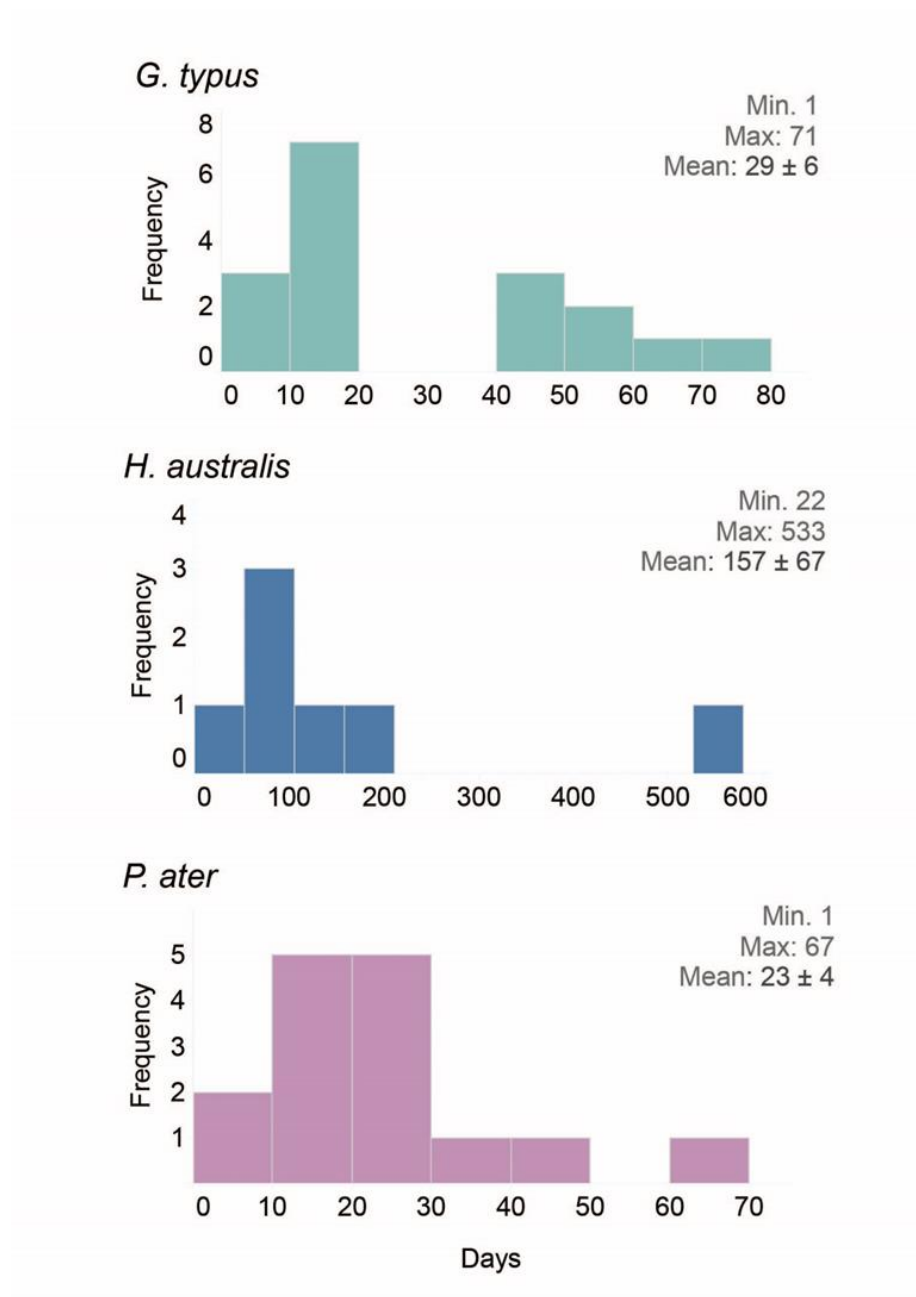 G. typus
Min. 1
Max: 71
Mean: 29 ± 6
Frequency
8
6
4
2
0
0 10 20 30 40 50 60 70 80
H. australis
Min. 22
Max: 533
Mean: 157 ± 67
Frequency
4
3
2
1
0
0 100 200 300 400 500 600
P. ater
Min. 1
Max: 67
Mean: 23 ± 4
Frequency
5
4
3
2
1
0 10 20 30 40 50 60 70
Days